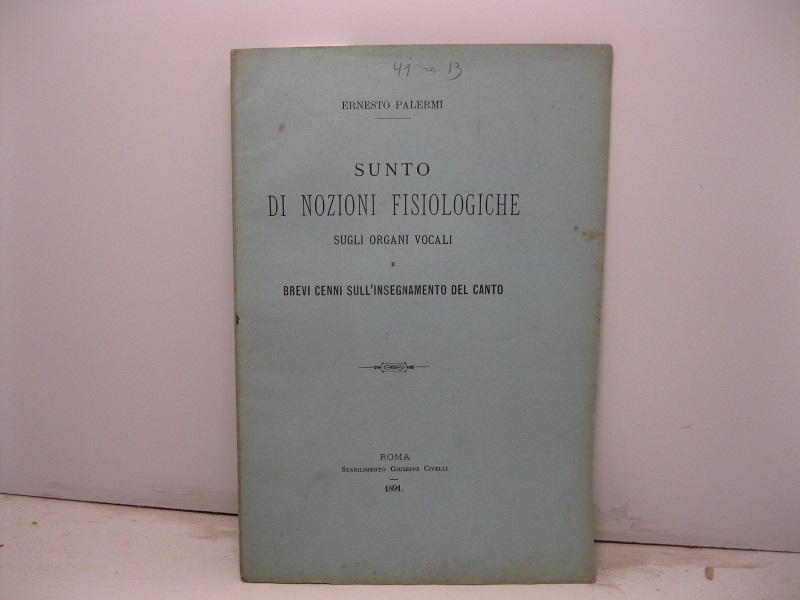 41 n 13
ERNESTO PALERMI
SUNTO
DI NOZIONI FISIOLOGICHE
SUGLI ORGANI VOCALI
E
BREVI CENNI SULL'INSEGNAMENTO DEL CANTO
ROMA
STABILIMENTO GIUSEPPE CIVELLI
1891.